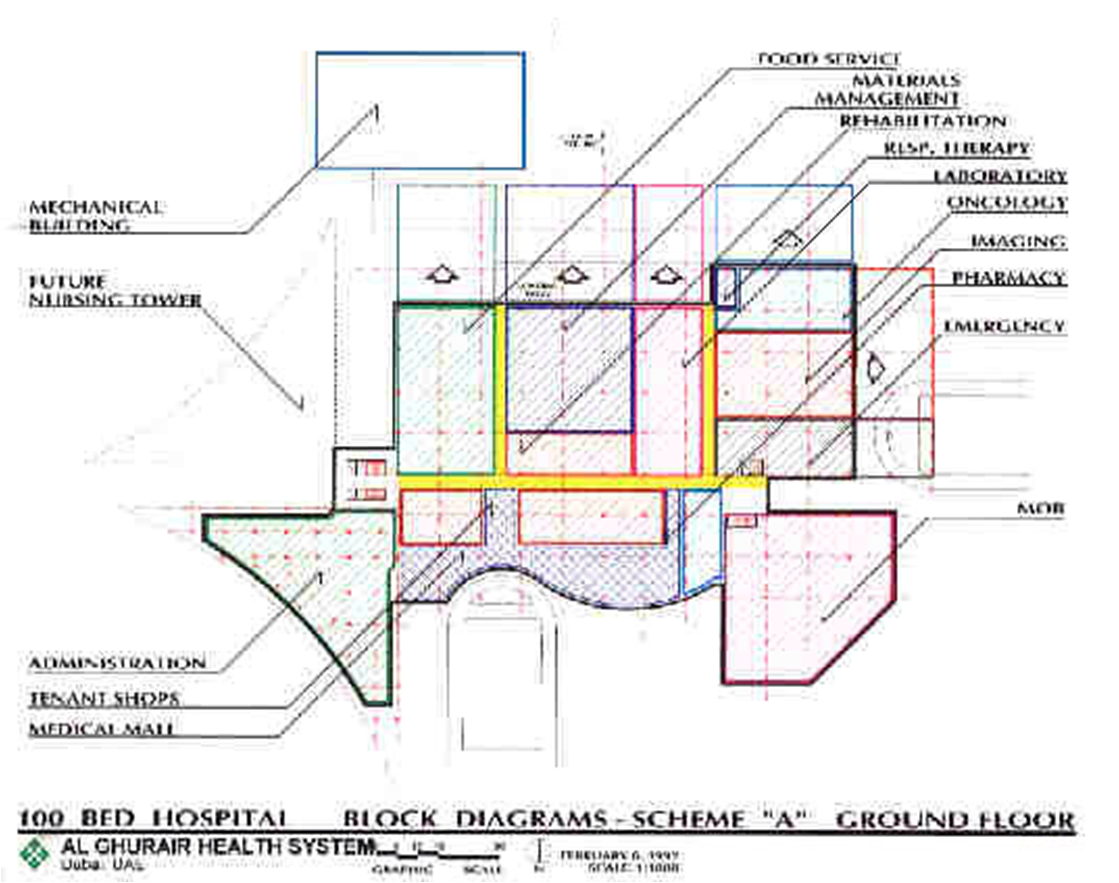 FOOD SERVICE
MATERIALS
MANAGEMENT
REHABILITATION
RESP. THERAPY
LABORATORY
ONCOLOGY
IMAGING
PHARMACY
EMERGENCY
MOB
MECHANICAL
BUILDING
FUTURE
NURSING TOWER
ADMINISTRATION
TENANT SHOPS
MEDICAL MALL
100 BED HOSPITAL BLOCK DIAGRAMS - SCHEME "A" GROUND FLOOR
AL GHURAIR HEALTH SYSTEM
Dubai UAE
GRAPHIC SCALE
N
FEBRUARY 6, 1997
SCALE: 1:1000